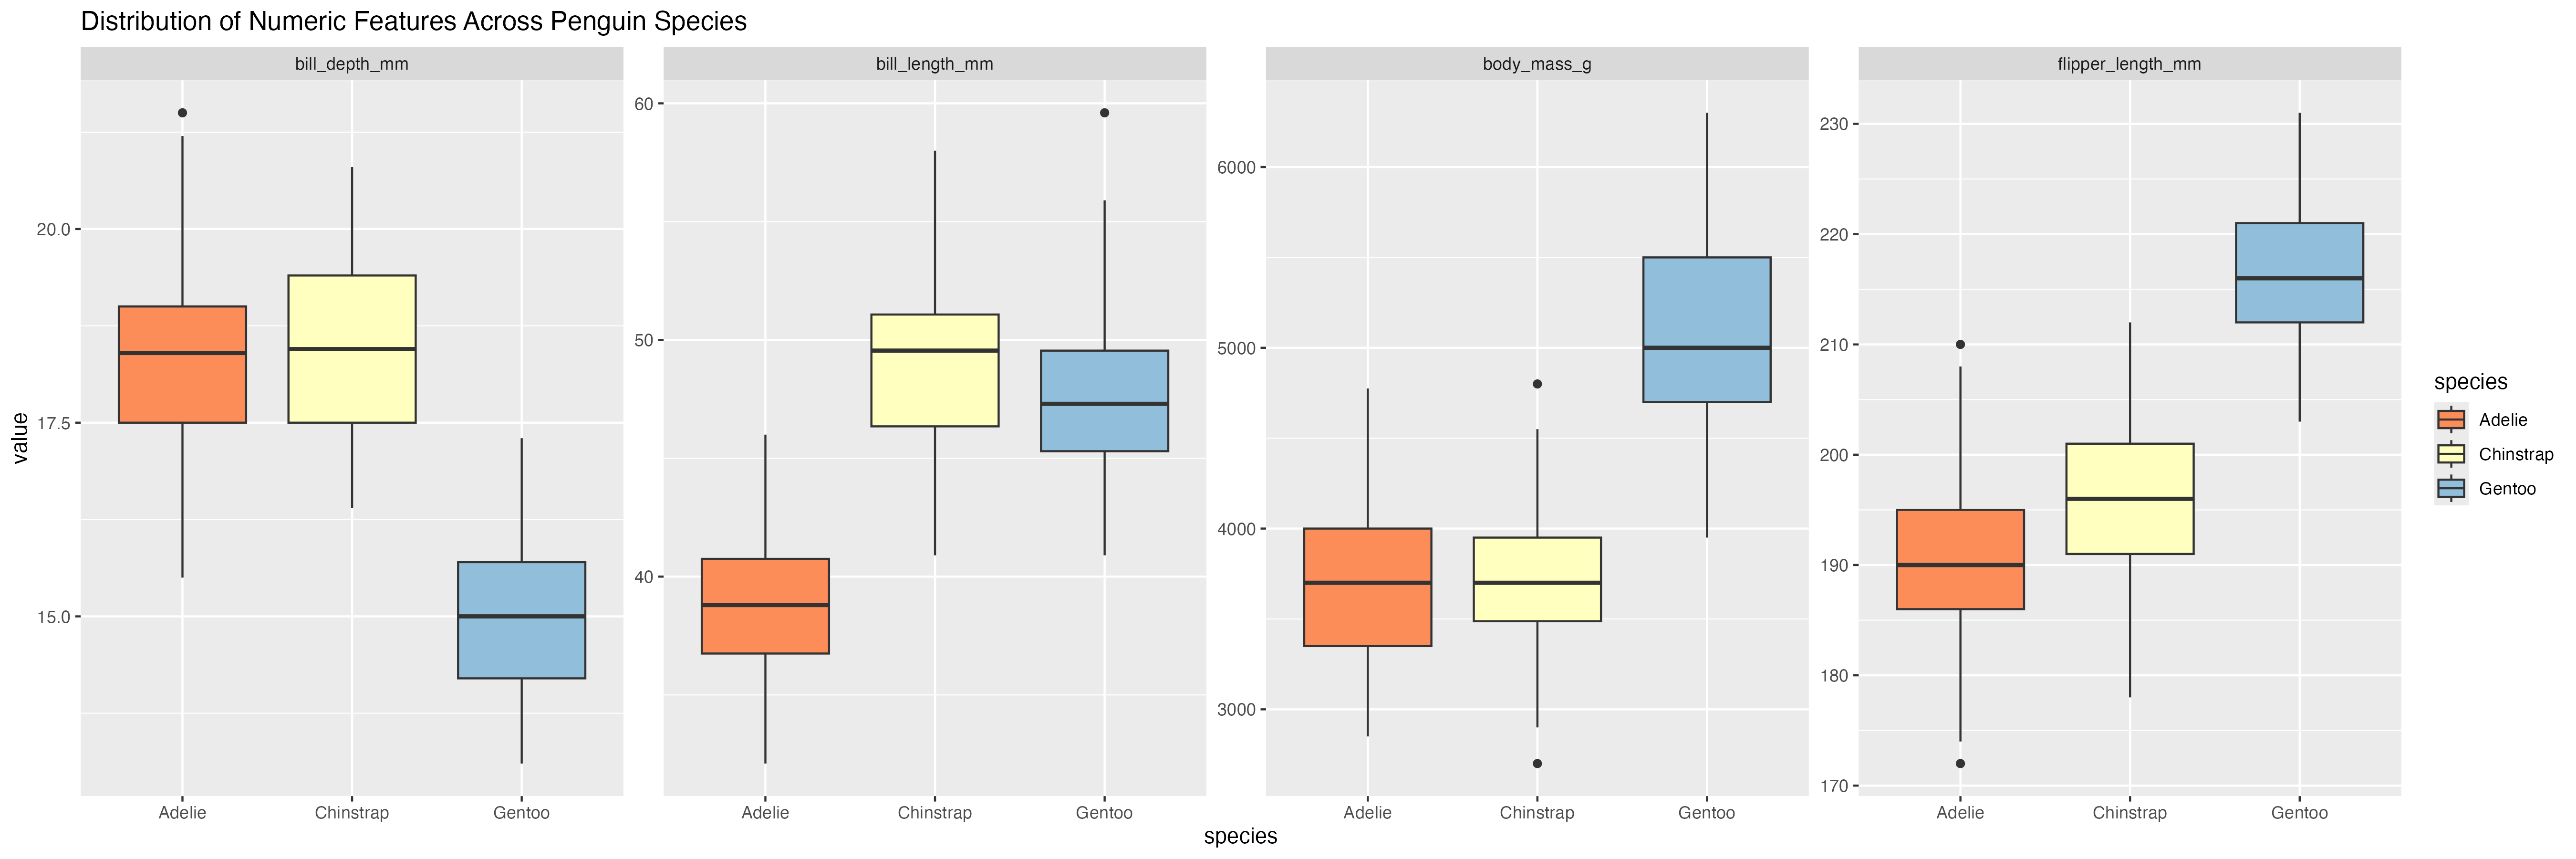 Distribution of Numeric Features Across Penguin Species
bill_depth_mm
bill_length_mm
body_mass_g
flipper_length_mm
value
20.0
17.5
15.0
60
50
40
6000
5000
4000
3000
230
220
210
200
190
180
170
Adelie
Chinstrap
Gentoo
Adelie
Chinstrap
Gentoo
Adelie
Chinstrap
Gentoo
Adelie
Chinstrap
Gentoo
species
species
Adelie
Chinstrap
Gentoo